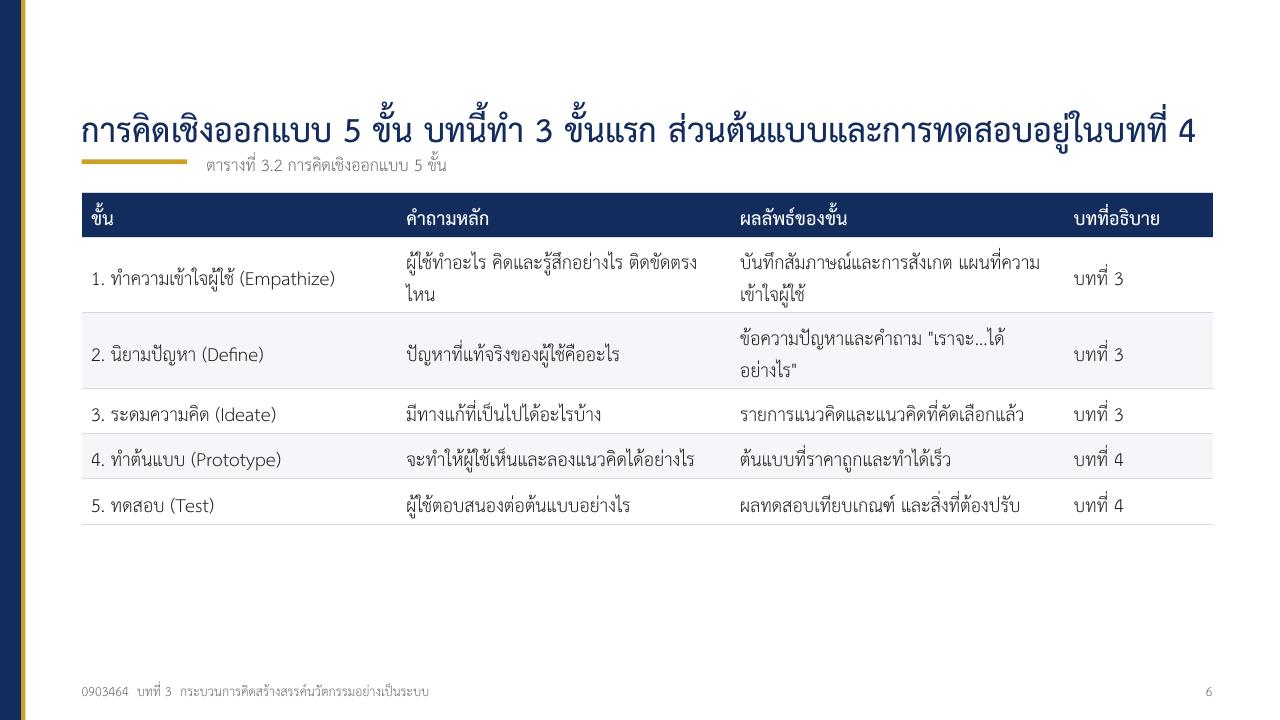 การคิดเชิงออกแบบ 5 ขั้น บทนี้ทำ 3 ขั้นแรก ส่วนต้นแบบและการทดสอบอยู่ในบทที่ 4
ตารางที่ 3.2 การคิดเชิงออกแบบ 5 ขั้น
ขั้น คำถามหลัก ผลลัพธ์ของขั้น บทที่อธิบาย
1. ทำความเข้าใจผู้ใช้ (Empathize) ผู้ใช้ทำอะไร คิดและรู้สึกอย่างไร ติดขัดตรง
ไหน บันทึกสัมภาษณ์และการสังเกต แผนที่ความ
เข้าใจผู้ใช้ บทที่ 3
2. นิยามปัญหา (Define) ปัญหาที่แท้จริงของผู้ใช้คืออะไร ข้อความปัญหาและคำถาม "เราจะ...ได้
อย่างไร" บทที่ 3
3. ระดมความคิด (Ideate) มีทางแก้ที่เป็นไปได้อะไรบ้าง รายการแนวคิดและแนวคิดที่คัดเลือกแล้ว บทที่ 3
4. ทำต้นแบบ (Prototype) จะทำให้ผู้ใช้เห็นและลองแนวคิดได้อย่างไร ต้นแบบที่ราคาถูกและทำได้เร็ว บทที่ 4
5. ทดสอบ (Test) ผู้ใช้ตอบสนองต่อต้นแบบอย่างไร ผลทดสอบเทียบเกณฑ์ และสิ่งที่ต้องปรับ บทที่ 4
0903464 บทที่ 3 กระบวนการคิดสร้างสรรค์นวัตกรรมอย่างเป็นระบบ 6